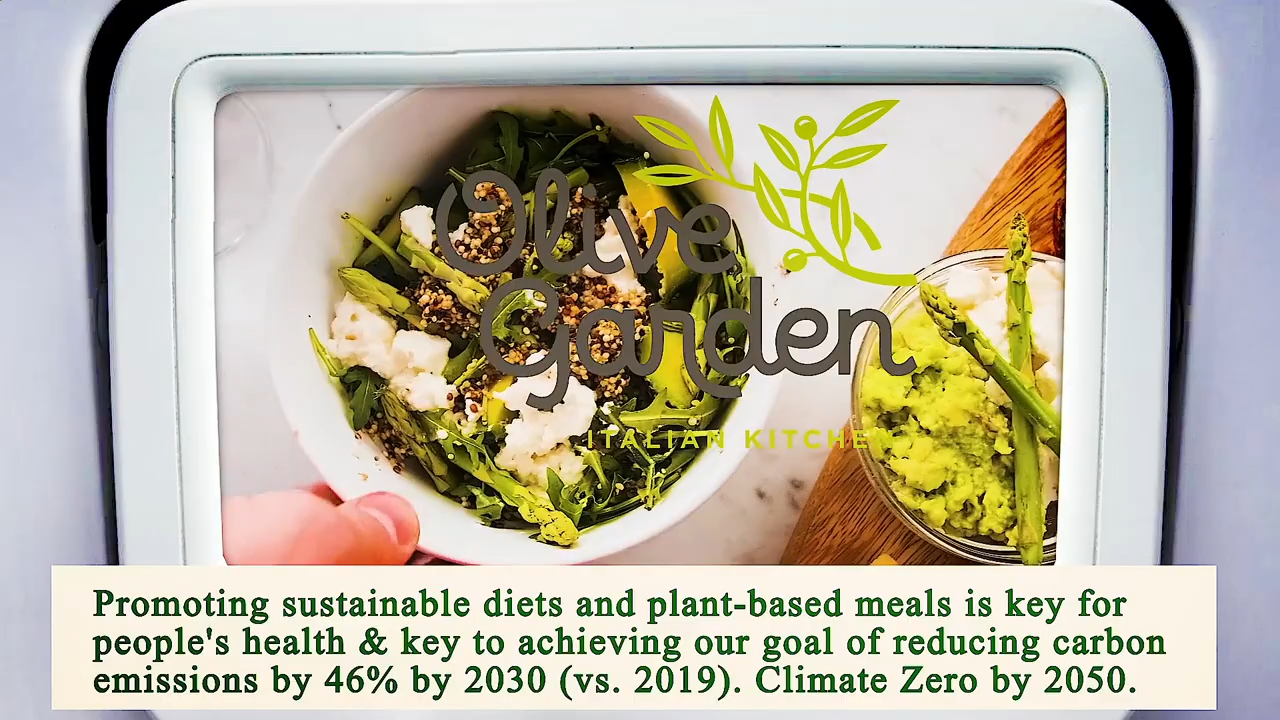 Olive
Garden
ITALIAN KITCHEN
Promoting sustainable diets and plant-based meals is key for
people's health & key to achieving our goal of reducing carbon
emissions by 46% by 2030 (vs. 2019). Climate Zero by 2050.